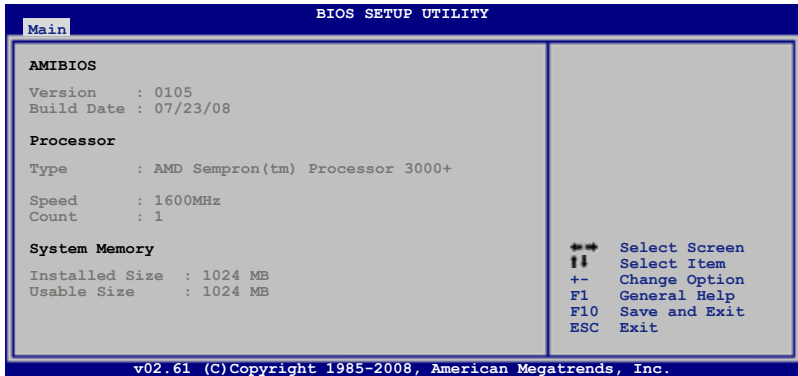 BIOS SETUP UTILITY
Main
AMIBIOS
Version : 0105
Build Date : 07/23/08
Processor
Type : AMD Sempron(tm) Processor 3000+
Speed : 1600MHz
Count : 1
System Memory
Installed Size : 1024 MB
Usable Size : 1024 MB
←→ Select Screen
↑↓ Select Item
+- Change Option
F1 General Help
F10 Save and Exit
ESC Exit
v02.61 (C)Copyright 1985-2008, American Megatrends, Inc.